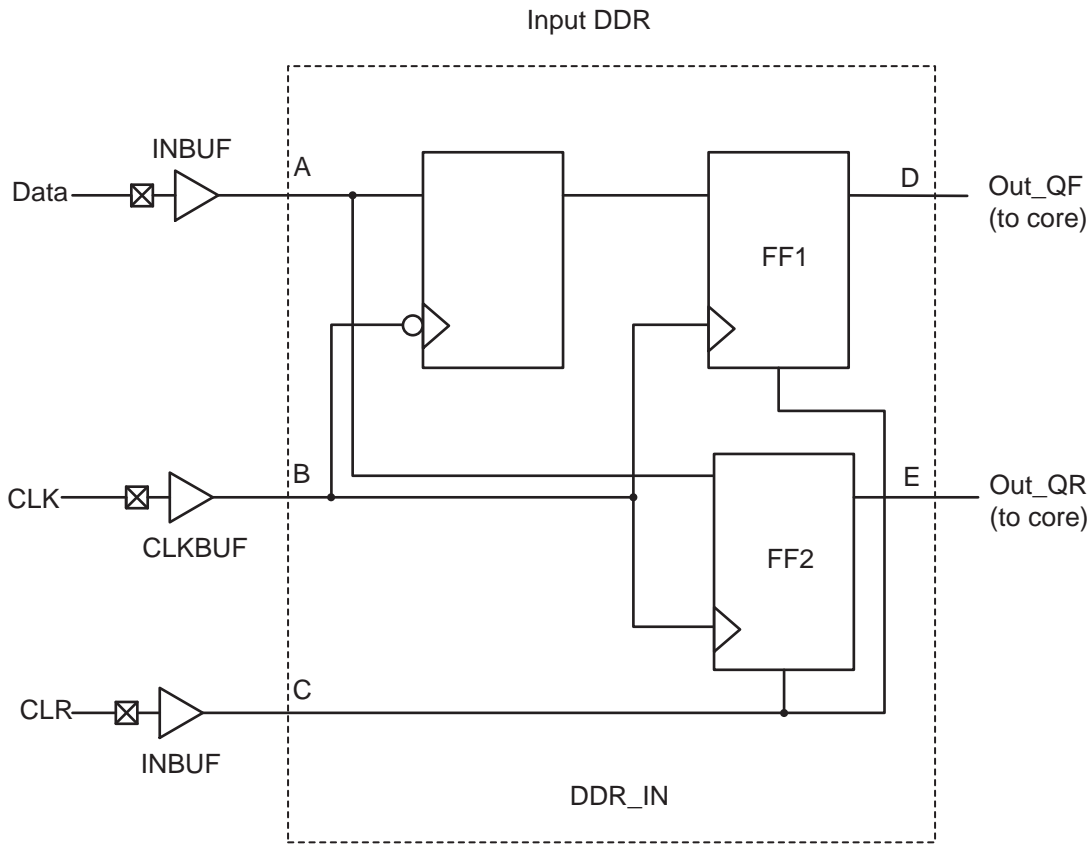 Input DDR
INBUF
A
Data
D
Out_QF
(to core)
FF1
B
CLK
CLKBUF
E
Out_QR
(to core)
FF2
C
CLR
INBUF
DDR_IN